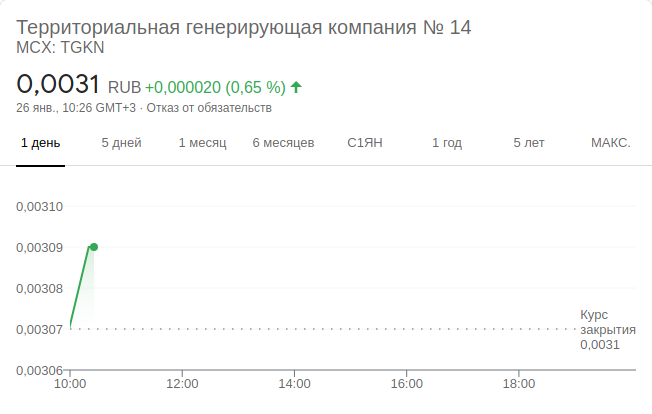 Территориальная генерирующая компания № 14
MCX: TGKN
0,0031 RUB +0,000020 (0,65 %)
26 янв., 10:26 GMT+3 · Отказ от обязательств
1 день 5 дней 1 месяц 6 месяцев С1ЯН 1 год 5 лет МАКС.
0,00310
0,00309
0,00308
Курс
0,00307 закрытия
0,0031
0,00306
10:00 12:00 14:00 16:00 18:00